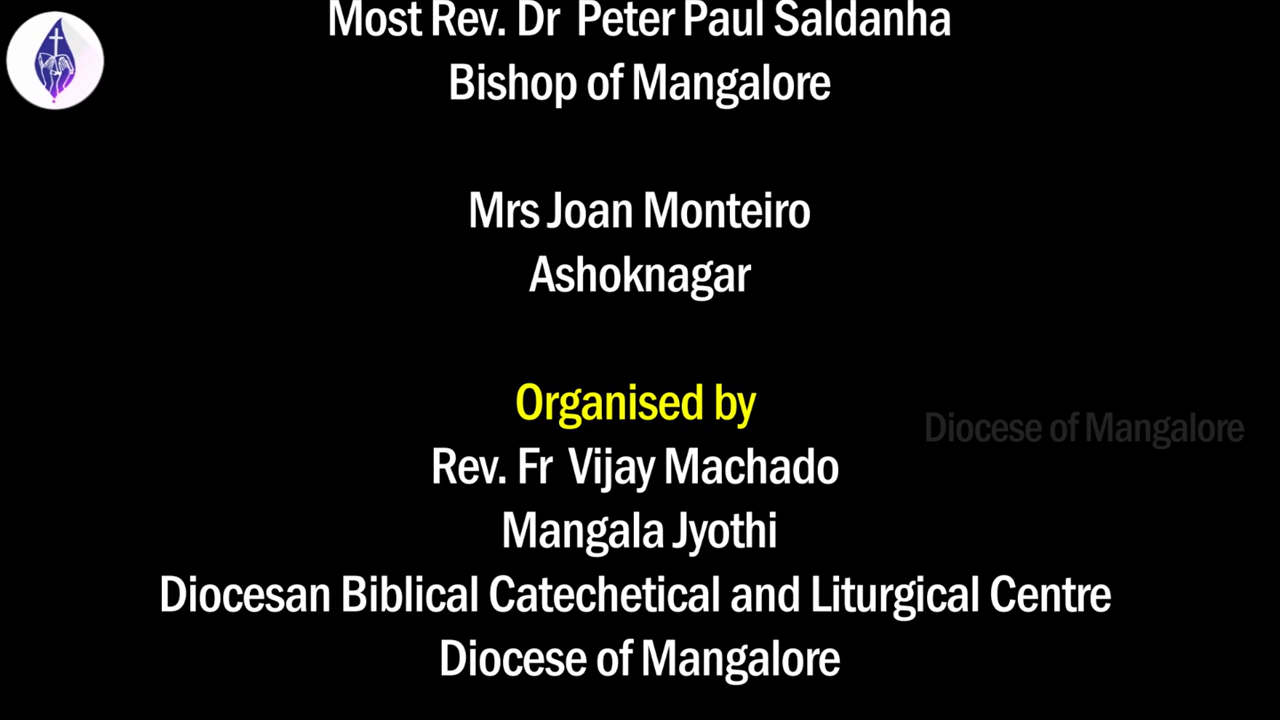 Most Rev. Dr Peter Paul Saldanha
Bishop of Mangalore
Mrs Joan Monteiro
Ashoknagar
Organised by
Diocese of Mangalore
Rev. Fr Vijay Machado
Mangala Jyothi
Diocesan Biblical Catechetical and Liturgical Centre
Diocese of Mangalore